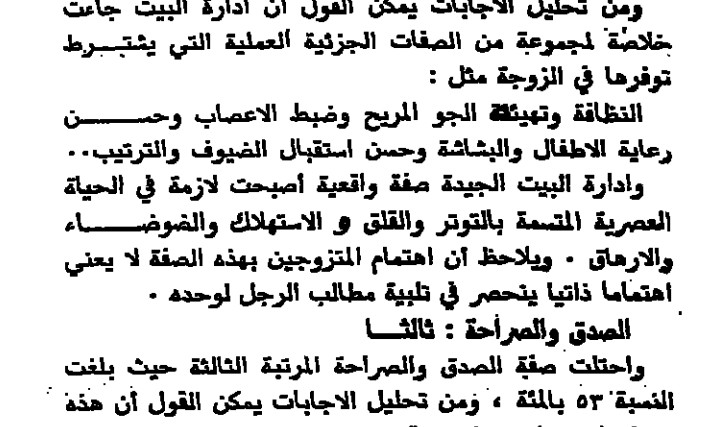 ومن تحليل الاجابات يمكن القول أن ادارة البيت جاءت
خلاصة لمجموعة من الصفات الجزئية العملية التي يشتـــرط
توفرها في الزوجة مثل :
النظافة وتهيئة الجو المريح وضبط الاعصاب وحســــــن
رعاية الاطفال والبشاشة وحسن استقبال الضيوف والترتيب..
وادارة البيت الجيدة صفة واقعية أصبحت لازمة في الحياة
العصرية المتسمة بالتوتر والقلق و الاستهلاك والضوضـــــاء
والارهاق . ويلاحظ أن اهتمام المتزوجين بهذه الصفة لا يعني
اهتماما ذاتيا ينحصر في تلبية مطالب الرجل لوحده .
الصدق والصراحة : ثالثـــا
واحتلت صفة الصدق والصراحة المرتبة الثالثة حيث بلغت
النسبة ٥٣ بالمئة ، ومن تحليل الاجابات يمكن القول أن هذه